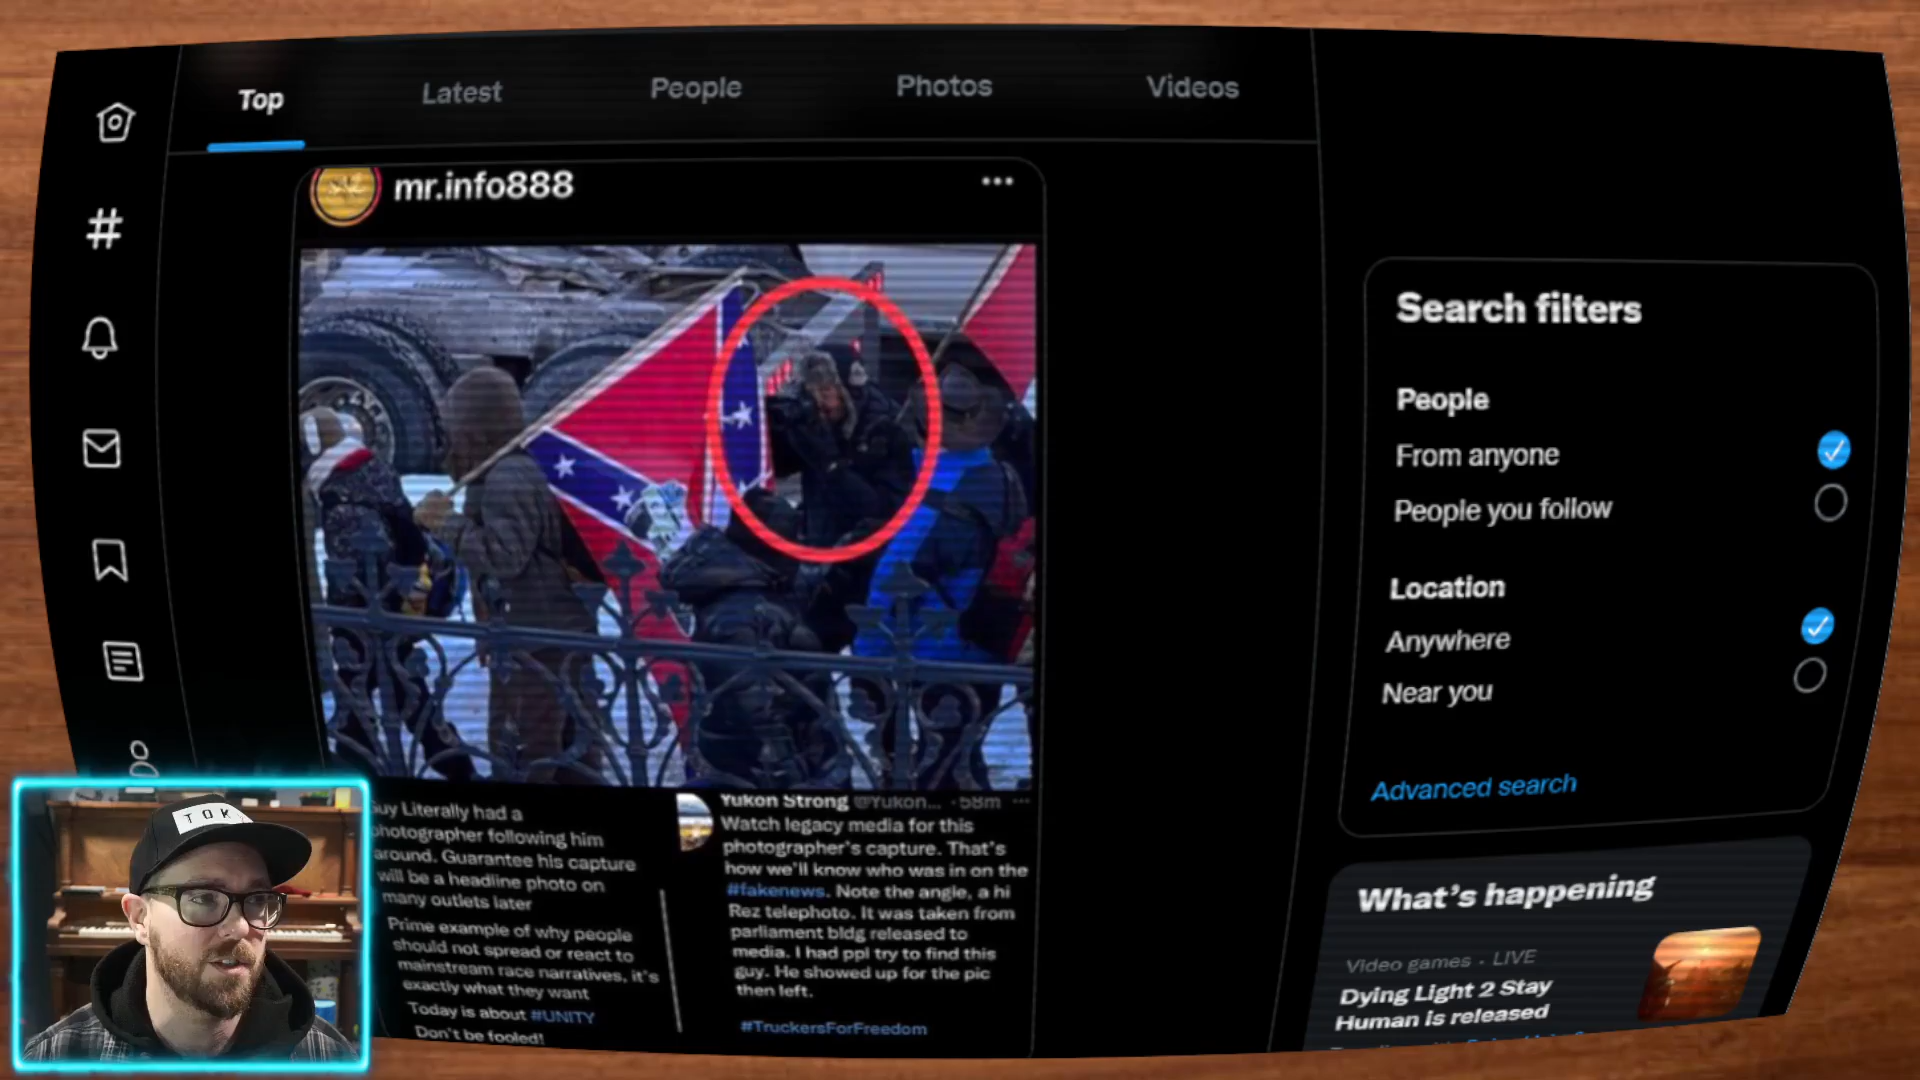 Top
Latest
People
Photos
Videos
mr.info888
Search filters
People
From anyone
People you follow
Location
Anywhere
Near you
Advanced search
What's happening
Video games · LIVE
Dying Light 2 Stay
Human is released
Guy Literally had a
photographer following him
around. Guarantee his capture
will be a headline photo on
many outlets later
Prime example of why people
should not spread or react to
mainstream race narratives, it's
exactly what they want
Today is about #UNITY
Don't be fooled!
Yukon Strong @Yukon... · 58m
Watch legacy media for this
photographer's capture. That's
how we'll know who was in on the
#fakenews. Note the angle, a hi
Rez telephoto. It was taken from
parliament bldg released to
media. I had ppl try to find this
guy. He showed up for the pic
then left.
#TruckersForFreedom